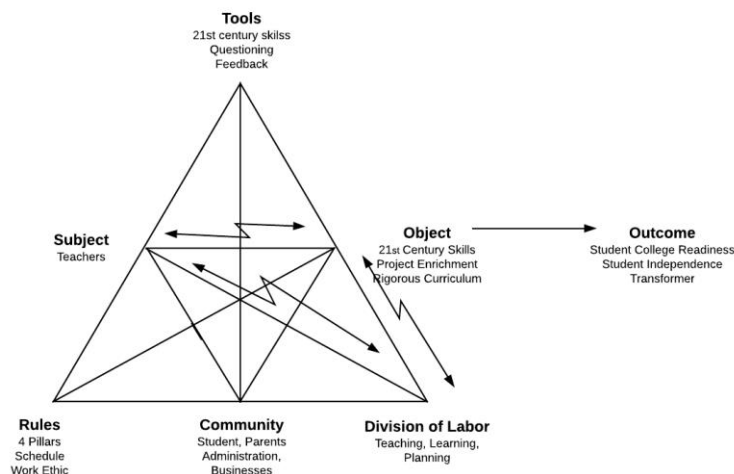 Tools
21st century skilss
Questioning
Feedback
Subject
Teachers
Object
21st Century Skills
Project Enrichment
Rigorous Curriculum
Outcome
Student College Readiness
Student Independence
Transformer
Rules
4 Pillars
Schedule
Work Ethic
Community
Student, Parents
Administration,
Businesses
Division of Labor
Teaching, Learning,
Planning